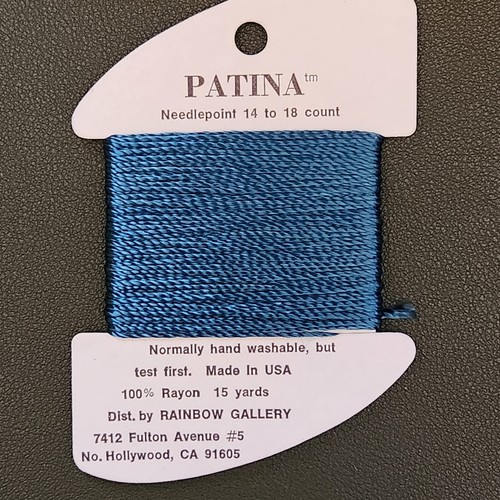 PATINA™
Needlepoint 14 to 18 count
Normally hand washable, but
test first. Made In USA
100% Rayon 15 yards
Dist. by RAINBOW GALLERY
7412 Fulton Avenue #5
No. Hollywood, CA 91605